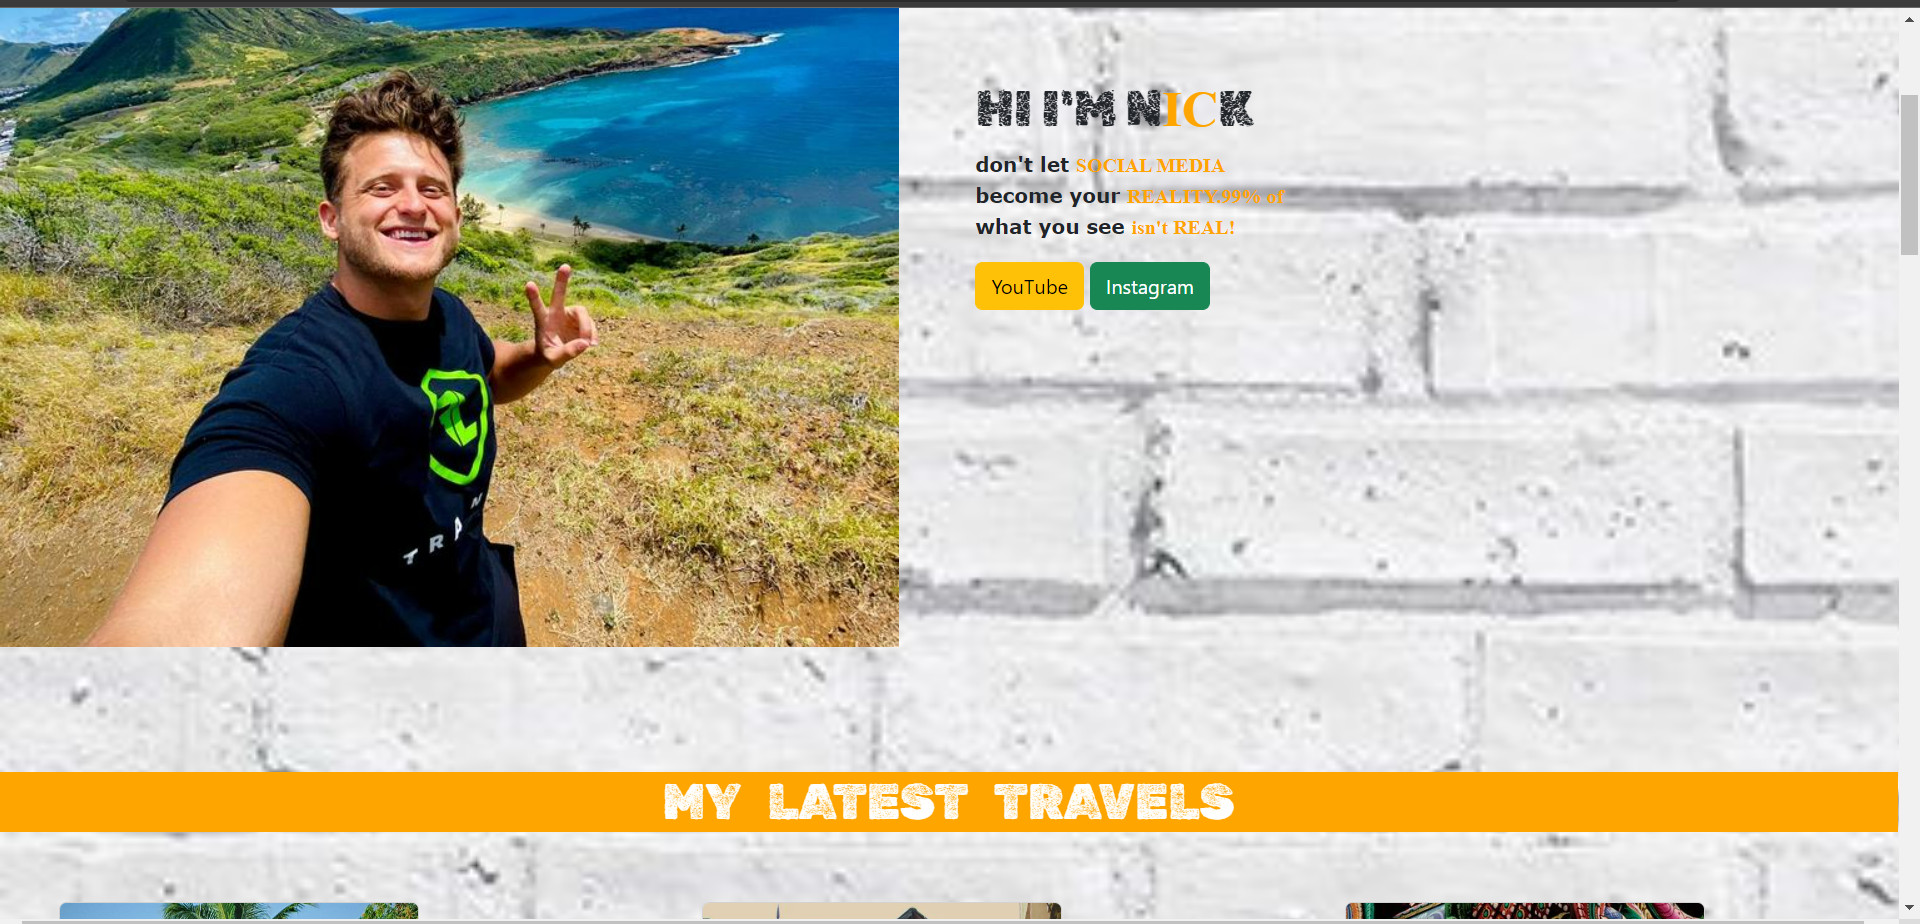 HI I'M NICK
don't let SOCIAL MEDIA
become your REALITY.99% of
what you see isn't REAL!
YouTube Instagram
TRAN
MY LATEST TRAVELS